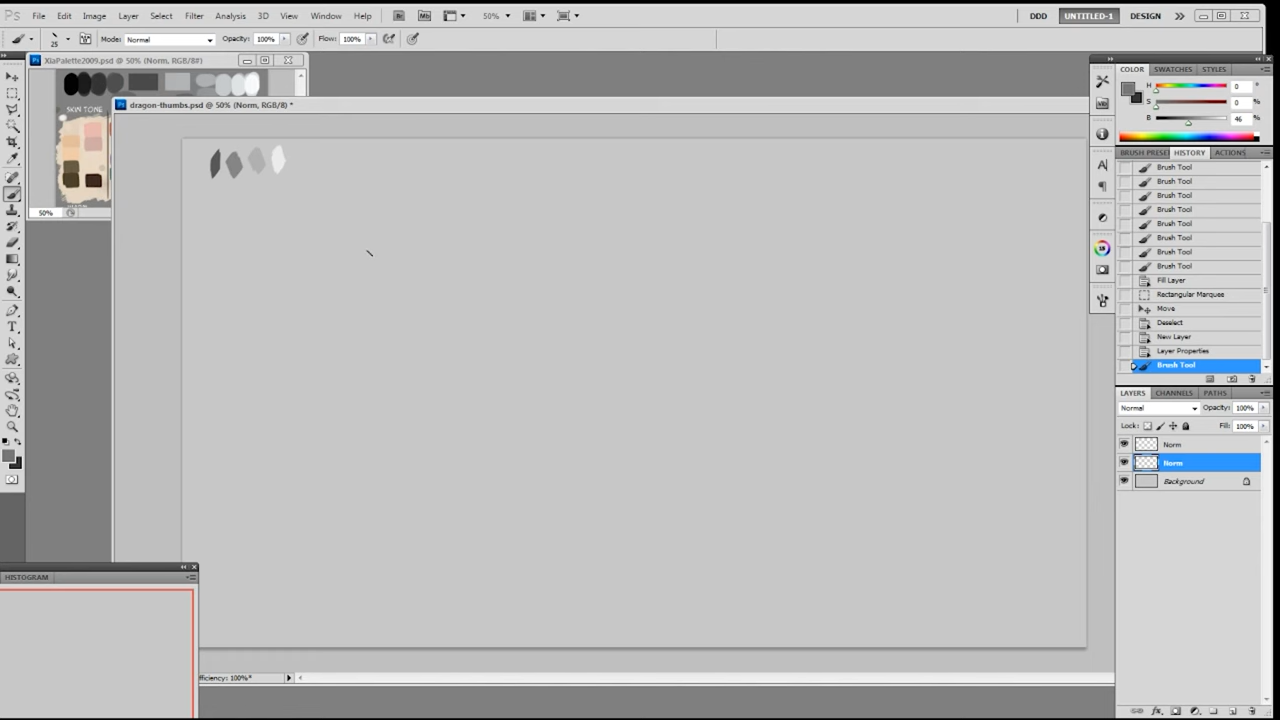 Ps File Edit Image Layer Select Filter Analysis 3D View Window Help Br Mb 50% DDD UNTITLED-1 DESIGN
25 Mode: Normal Opacity: 100% Flow: 100%
XiaPalette2009.psd @ 50% (Norm, RGB/8#)
COLOR SWATCHES STYLES
H 0 °
S 0 %
B 46 %
dragon-thumbs.psd @ 50% (Norm, RGB/8) *
SKIN TONE
50%
BRUSH PRESE HISTORY ACTIONS
Brush Tool
Brush Tool
Brush Tool
Brush Tool
Brush Tool
Brush Tool
Brush Tool
Brush Tool
Fill Layer
Rectangular Marquee
Move
Deselect
New Layer
Layer Properties
Brush Tool
LAYERS CHANNELS PATHS
Normal Opacity: 100%
Lock: Fill: 100%
Norm
Norm
Background
HISTOGRAM
fficiency: 100%*